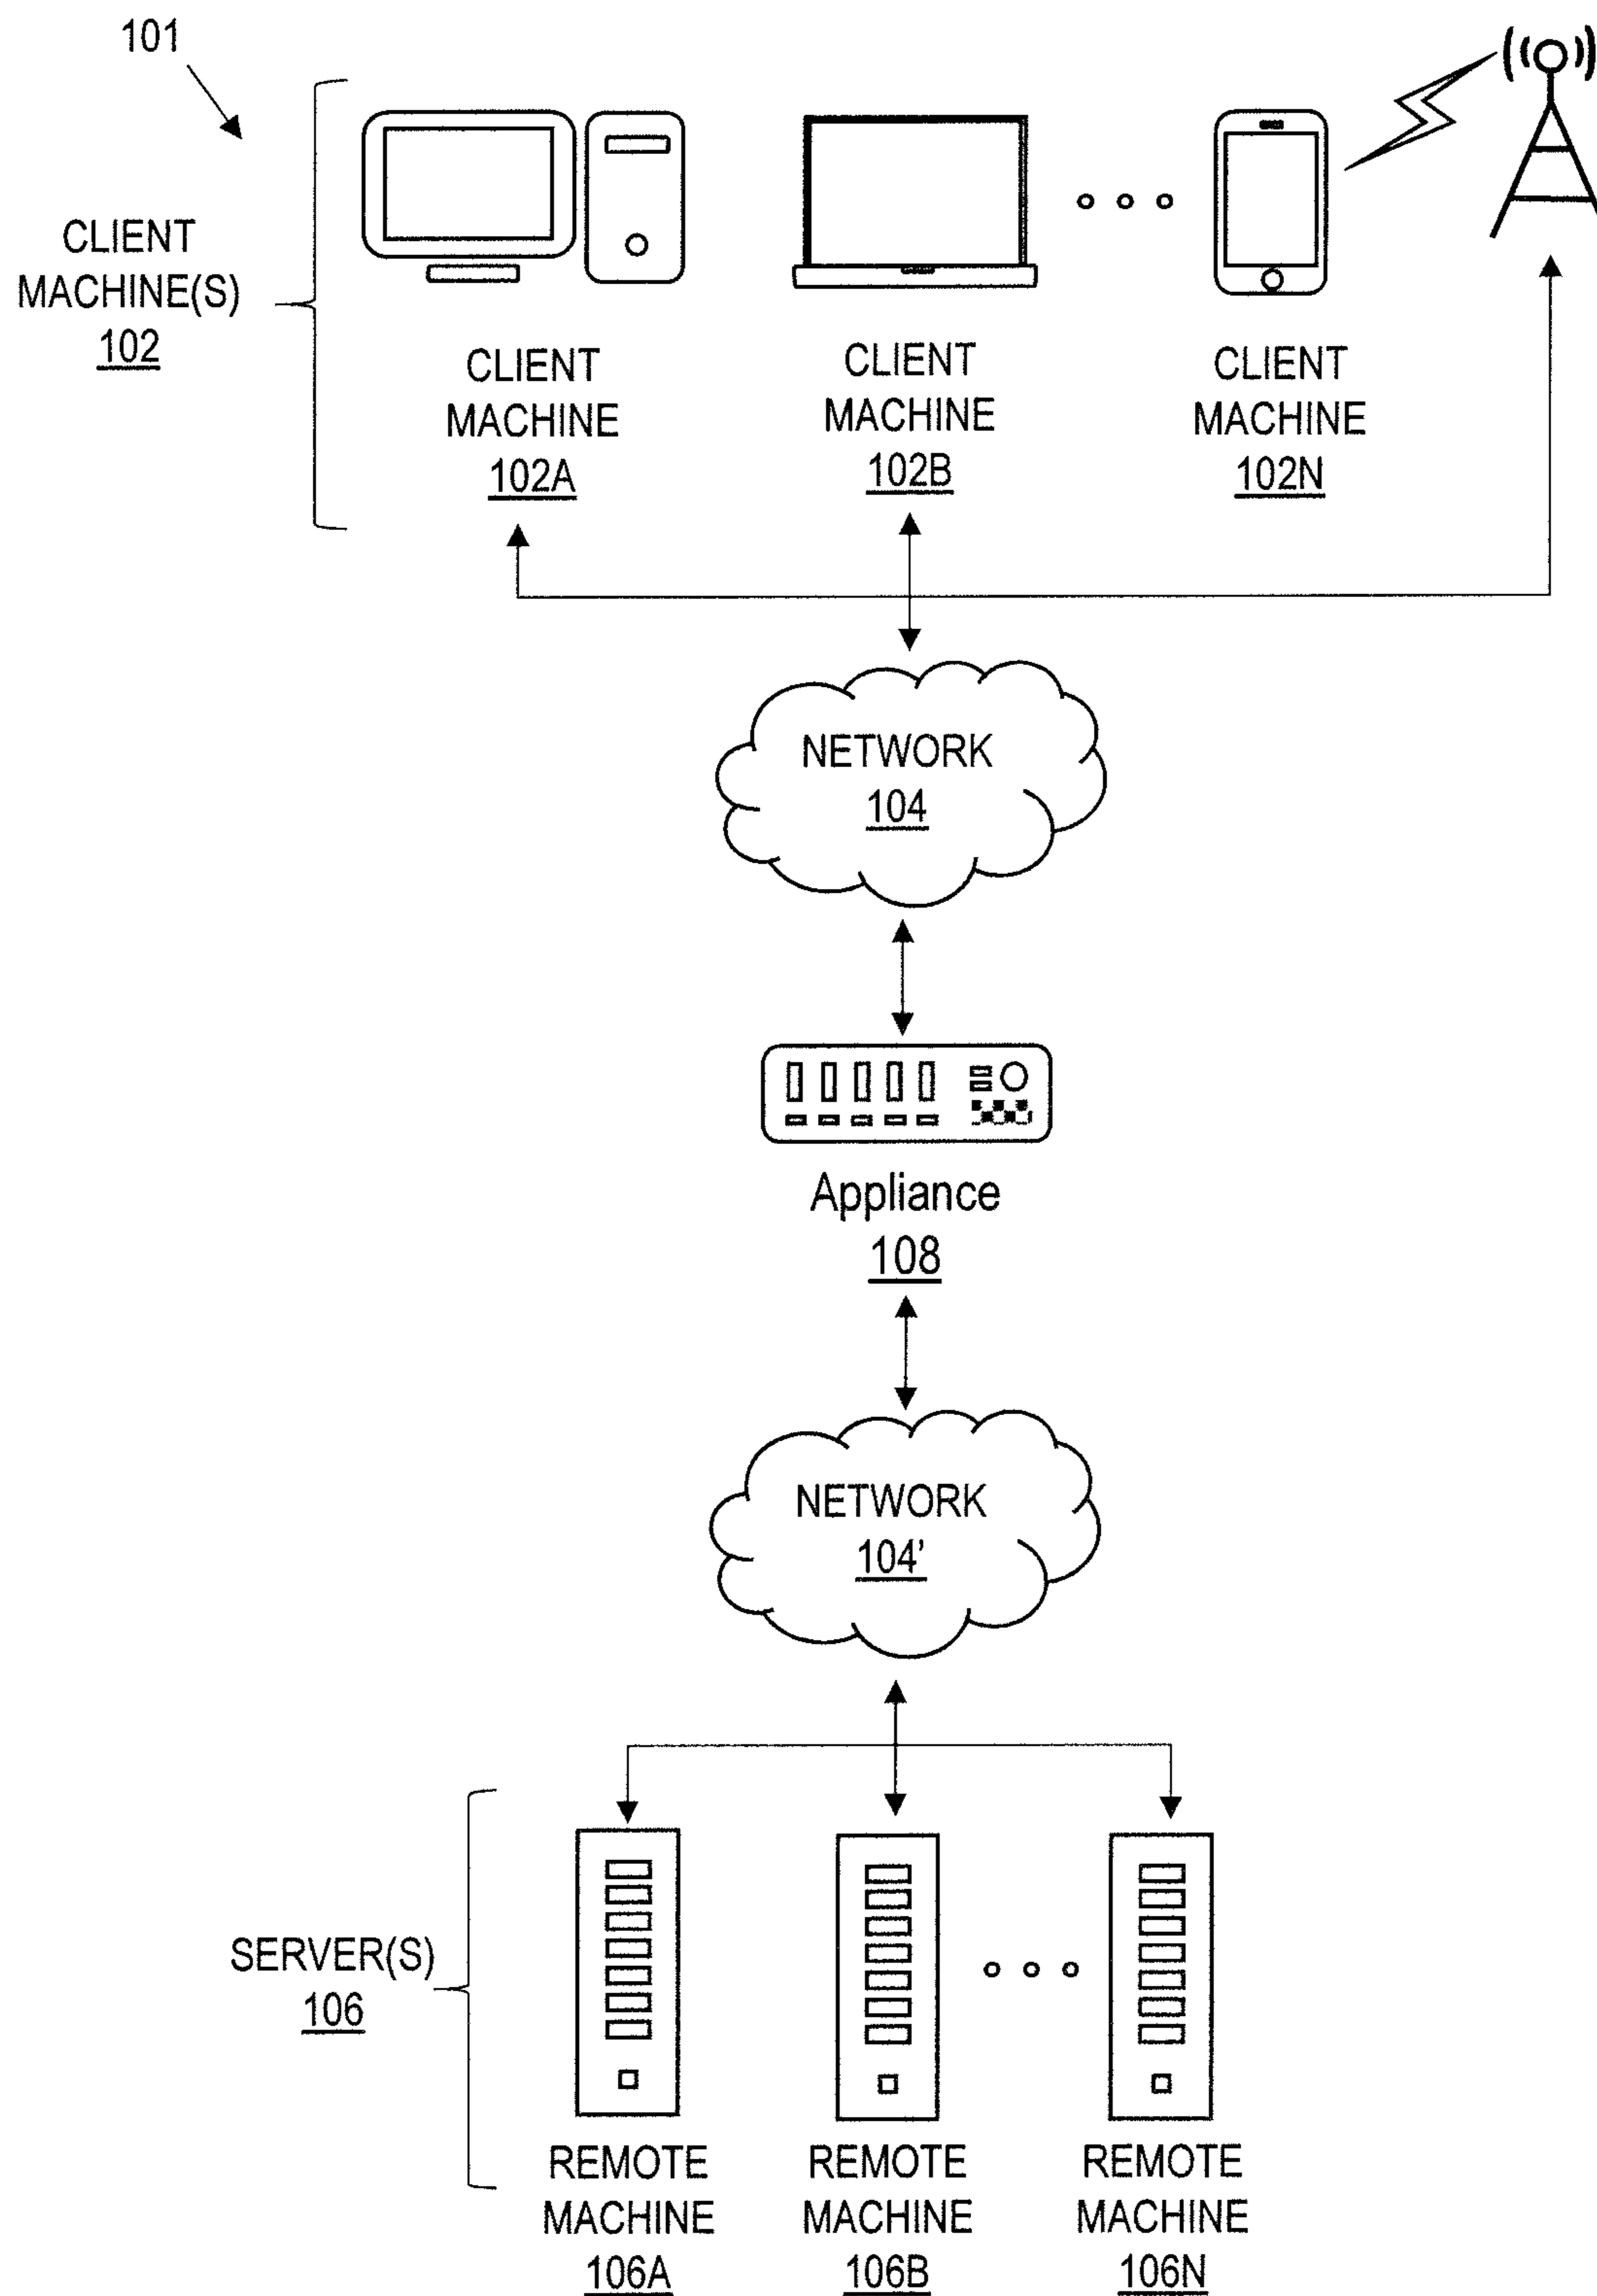 101
CLIENT
MACHINE(S)
102
CLIENT
MACHINE
102A
CLIENT
MACHINE
102B
CLIENT
MACHINE
102N
NETWORK
104
Appliance
108
NETWORK
104'
SERVER(S)
106
REMOTE
MACHINE
106A
REMOTE
MACHINE
106B
REMOTE
MACHINE
106N